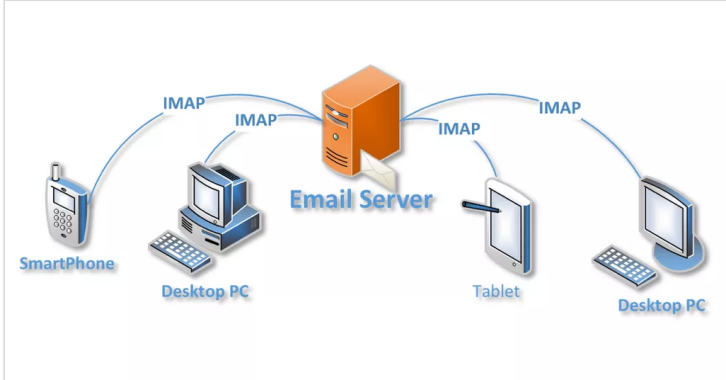 IMAP
IMAP
IMAP
IMAP
Email Server
SmartPhone
Desktop PC
Tablet
Desktop PC